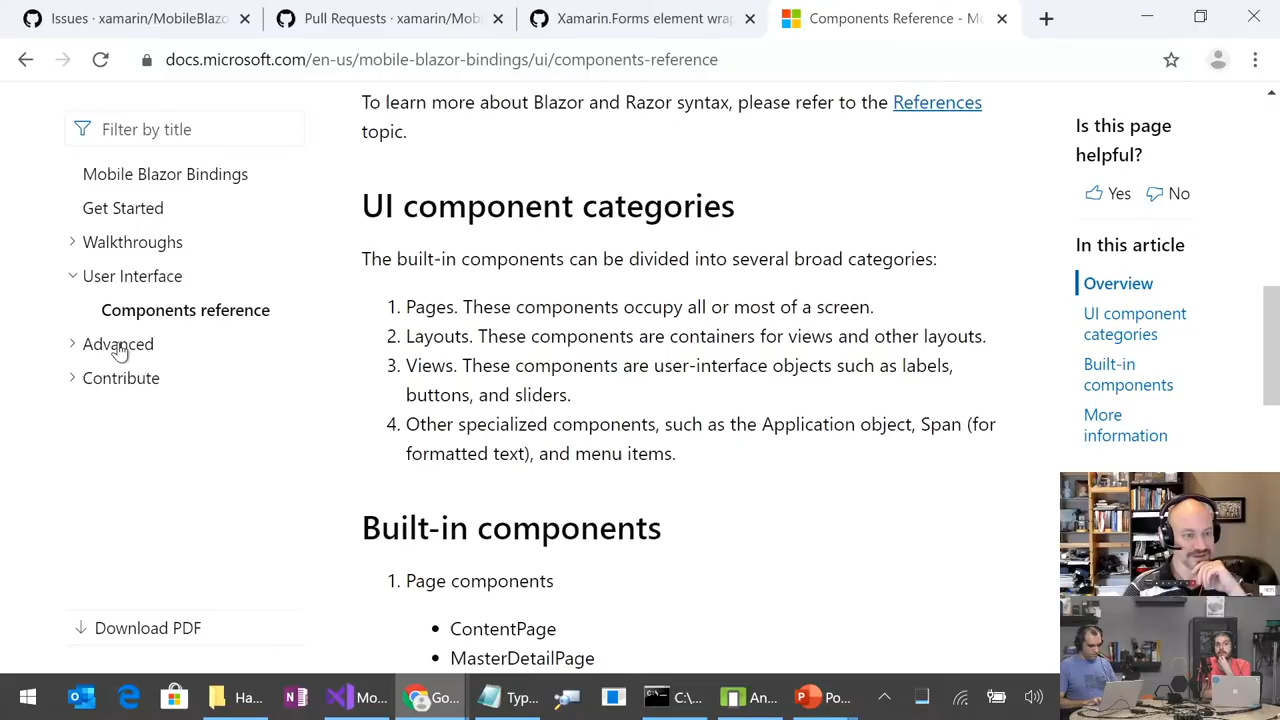 Issues · xamarin/MobileBlazo
Pull Requests · xamarin/Mobi
Xamarin.Forms element wrap
Components Reference - Mo
docs.microsoft.com/en-us/mobile-blazor-bindings/ui/components-reference
Filter by title
Mobile Blazor Bindings
Get Started
Walkthroughs
User Interface
Components reference
Advanced
Contribute
Download PDF
To learn more about Blazor and Razor syntax, please refer to the References
topic.
UI component categories
The built-in components can be divided into several broad categories:
1. Pages. These components occupy all or most of a screen.
2. Layouts. These components are containers for views and other layouts.
3. Views. These components are user-interface objects such as labels,
buttons, and sliders.
4. Other specialized components, such as the Application object, Span (for
formatted text), and menu items.
Built-in components
1. Page components
• ContentPage
• MasterDetailPage
Is this page
helpful?
Yes No
In this article
Overview
UI component
categories
Built-in
components
More
information
Ha...
Mo...
Go...
Typ...
C:\...
An...
Po...